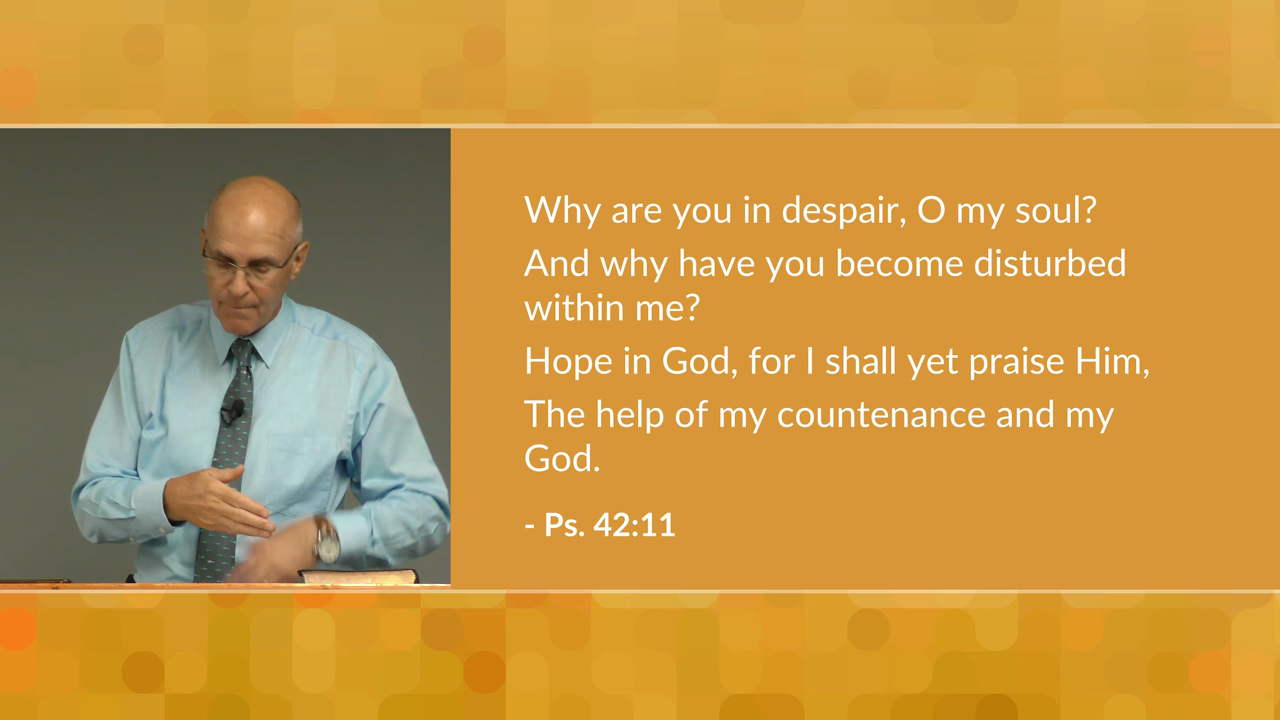 Why are you in despair, O my soul?
And why have you become disturbed
within me?
Hope in God, for I shall yet praise Him,
The help of my countenance and my
God.
- Ps. 42:11